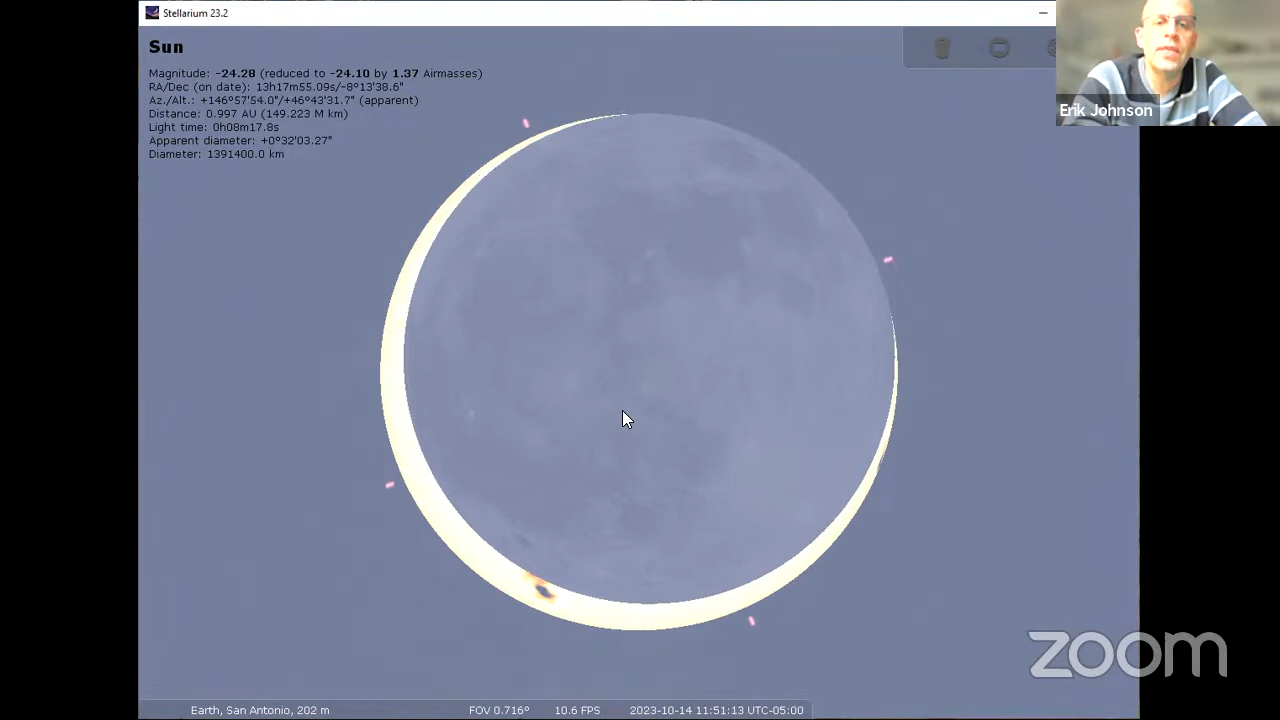 Stellarium 23.2
Sun
Magnitude: -24.28 (reduced to -24.10 by 1.37 Airmasses)
RA/Dec (on date): 13h17m55.09s/-8°13'38.6"
Az./Alt.: +146°57'54.0"/+46°43'31.7" (apparent)
Distance: 0.997 AU (149.223 M km)
Light time: 0h08m17.8s
Apparent diameter: +0°32'03.27"
Diameter: 1391400.0 km
Erik Johnson
zoom
Earth, San Antonio, 202 m
FOV 0.716°
10.6 FPS
2023-10-14 11:51:13 UTC-05:00